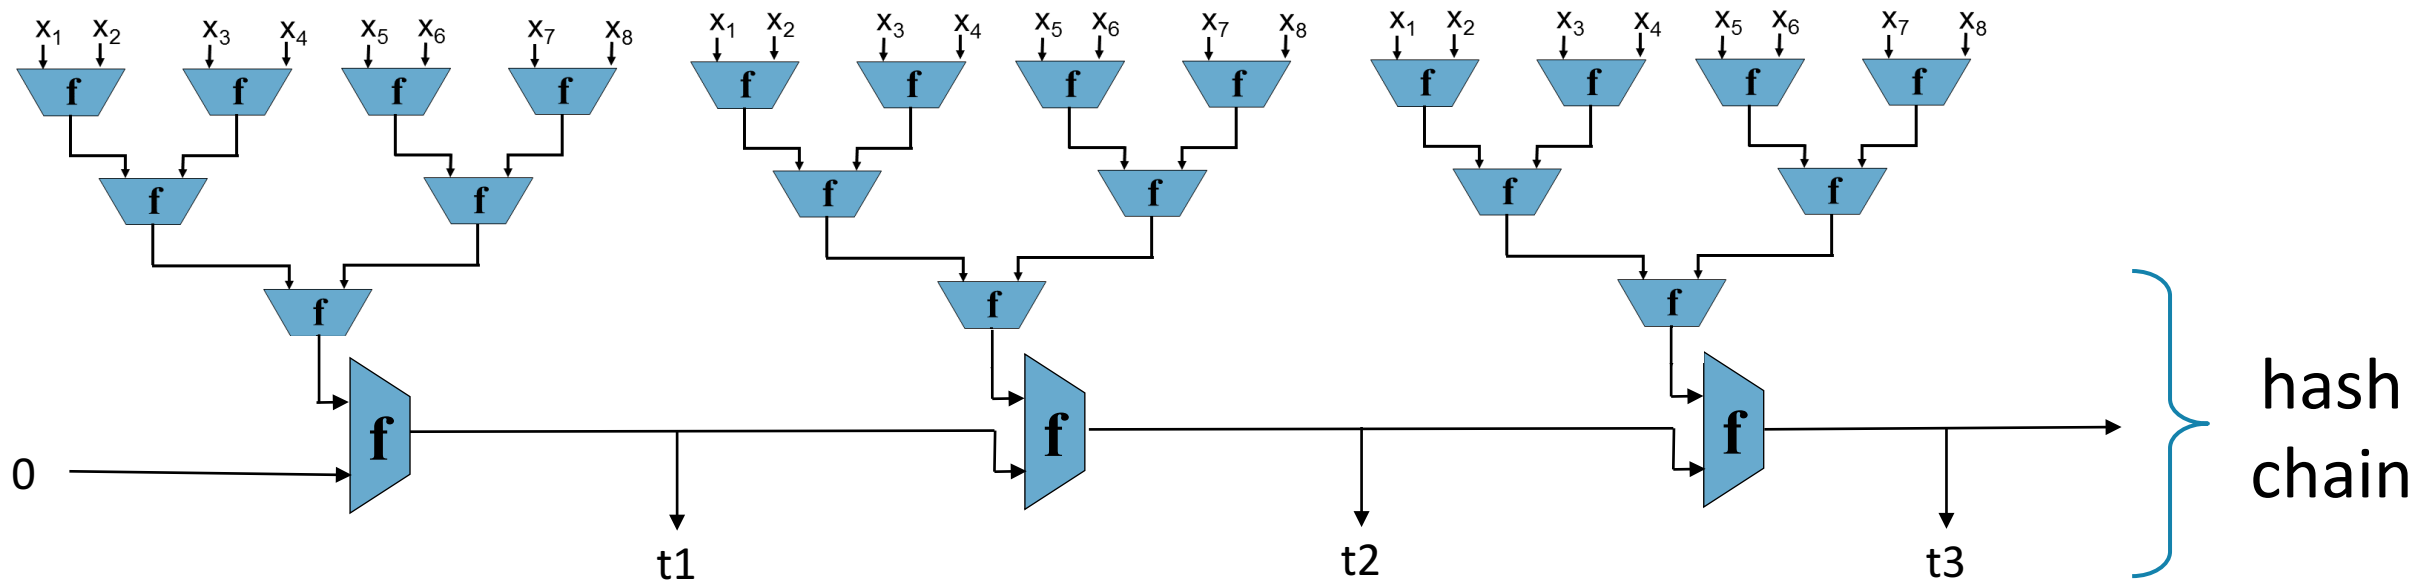 x₁ x₂ x₃ x₄ x₅ x₆ x₇ x₈ x₁ x₂ x₃ x₄ x₅ x₆ x₇ x₈ x₁ x₂ x₃ x₄ x₅ x₆ x₇ x₈
f f f f f f f f f f f f
f f f f f f
f f f
f f f
0
t1 t2 t3
hash
chain